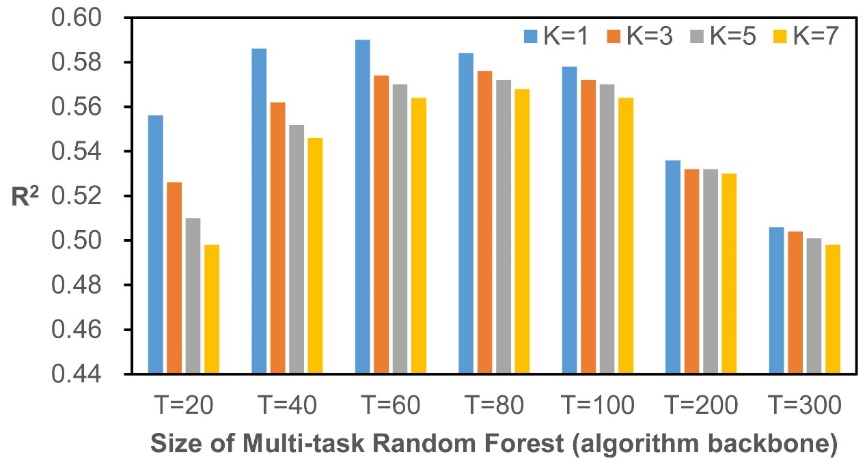 0.60
K=1 K=3 K=5 K=7
0.58
0.56
0.54
R² 0.52
0.50
0.48
0.46
0.44
T=20 T=40 T=60 T=80 T=100 T=200 T=300
Size of Multi-task Random Forest (algorithm backbone)